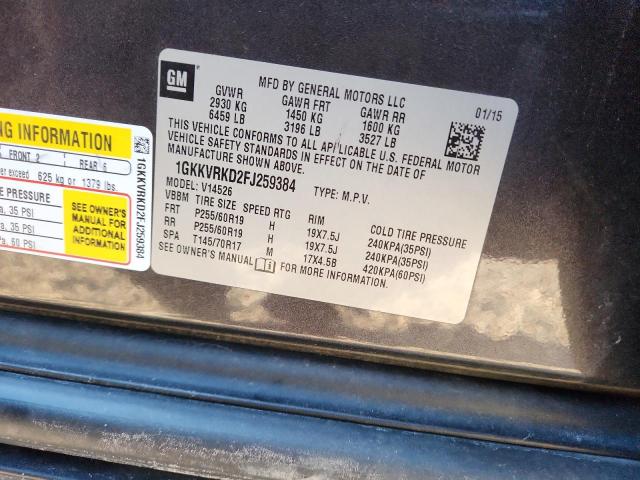 GM
MFD BY GENERAL MOTORS LLC
01/15
GVWR GAWR FRT GAWR RR
2930 KG 1450 KG 1600 KG
6459 LB 3196 LB 3527 LB
THIS VEHICLE CONFORMS TO ALL APPLICABLE U.S. FEDERAL MOTOR
VEHICLE SAFETY STANDARDS IN EFFECT ON THE DATE OF
MANUFACTURE SHOWN ABOVE.
1GKKVRKD2FJ259384 TYPE: M.P.V.
MODEL: V14526
VBBM TIRE SIZE SPEED RTG RIM COLD TIRE PRESSURE
FRT P255/60R19 H 19X7.5J 240KPA(35PSI)
RR P255/60R19 H 19X7.5J 240KPA(35PSI)
SPA T145/70R17 M 17X4.5B 420KPA(60PSI)
SEE OWNER'S MANUAL FOR MORE INFORMATION.
NG INFORMATION
FRONT 2 REAR 6
exceed 625 kg or 1379 lbs.
PRESSURE
35 PSI
35 PSI
60 PSI
SEE OWNER'S
MANUAL FOR
ADDITIONAL
INFORMATION
1GKKVRKD2FJ259384